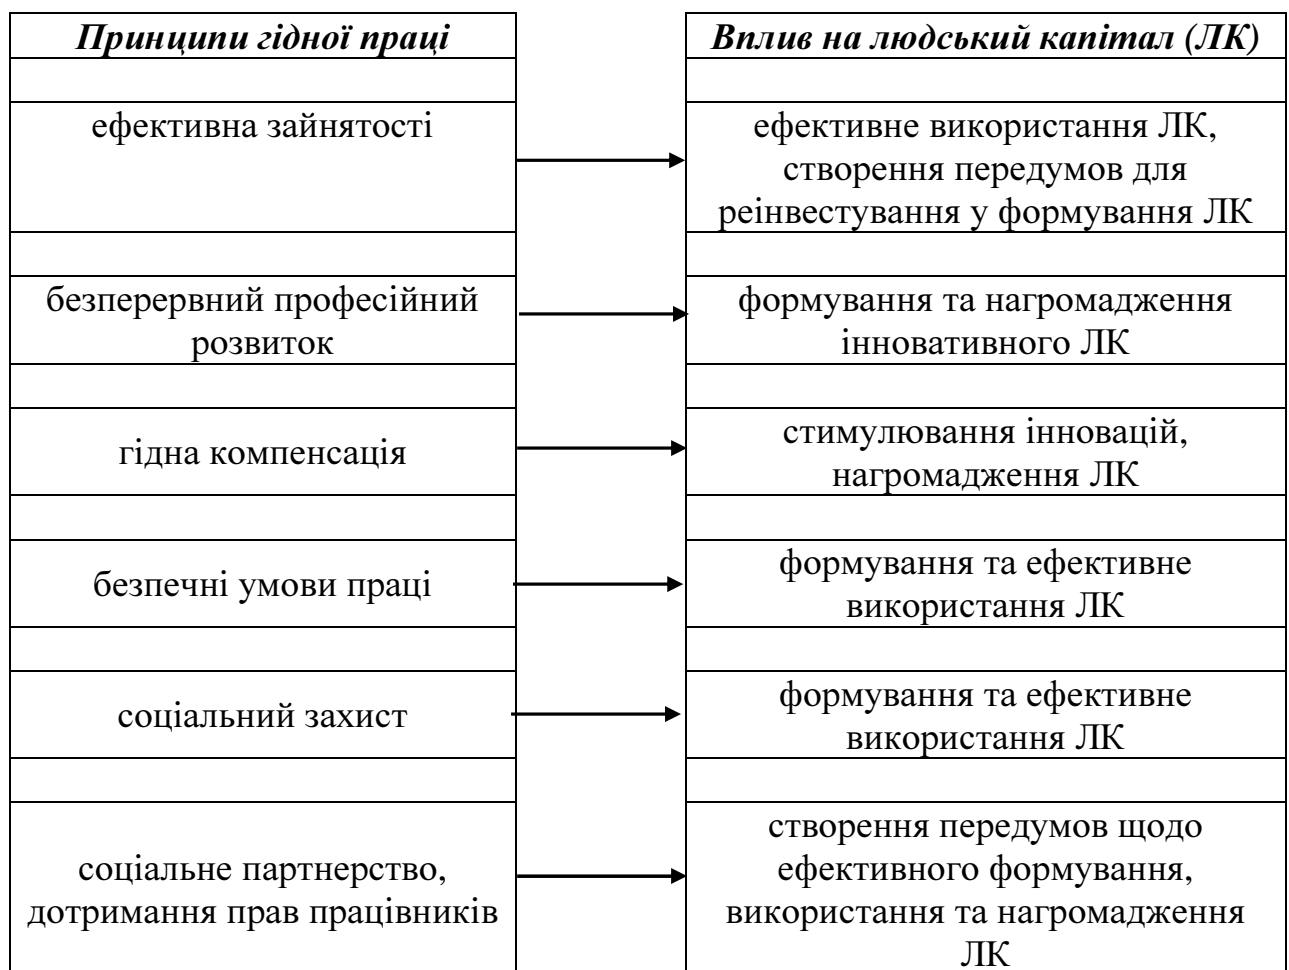 Принципи гідної праці
Вплив на людський капітал (ЛК)
ефективна зайнятості
ефективне використання ЛК,
створення передумов для
реінвестування у формування ЛК
безперервний професійний
розвиток
формування та нагромадження
інновативного ЛК
гідна компенсація
стимулювання інновацій,
нагромадження ЛК
безпечні умови праці
формування та ефективне
використання ЛК
соціальний захист
формування та ефективне
використання ЛК
соціальне партнерство,
дотримання прав працівників
створення передумов щодо
ефективного формування,
використання та нагромадження
ЛК